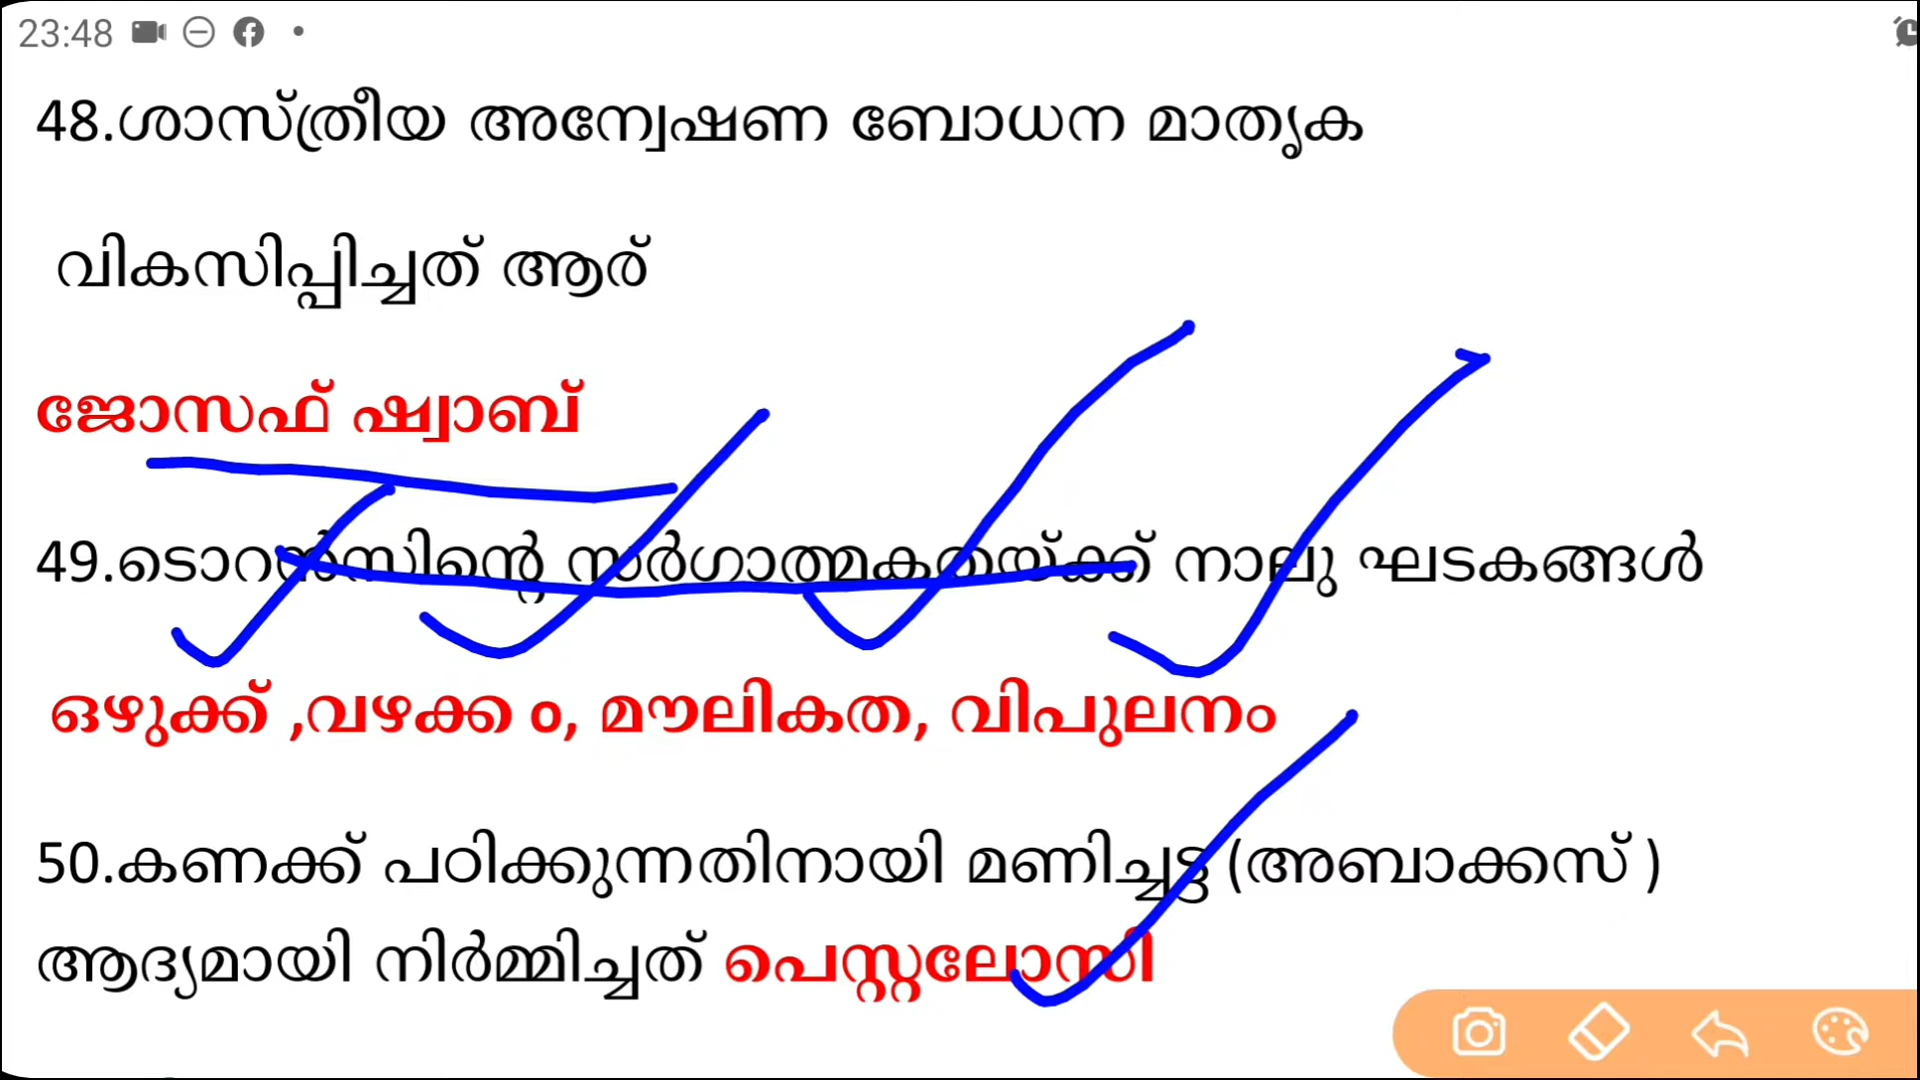 23:48
48.ശാസ്ത്രീയ അന്വേഷണ ബോധന മാതൃക
വികസിപ്പിച്ചത് ആര്
ജോസഫ് ഷ്വാബ്
49.ടൊറൻസിന്റെ സർഗാത്മകതയ്ക്ക് നാലു ഘടകങ്ങൾ
ഒഴുക്ക് ,വഴക്ക ം, മൗലികത, വിപുലനം
50.കണക്ക് പഠിക്കുന്നതിനായി മണിച്ചട്ട (അബാക്കസ് )
ആദ്യമായി നിർമ്മിച്ചത് പെസ്റ്റലോസി